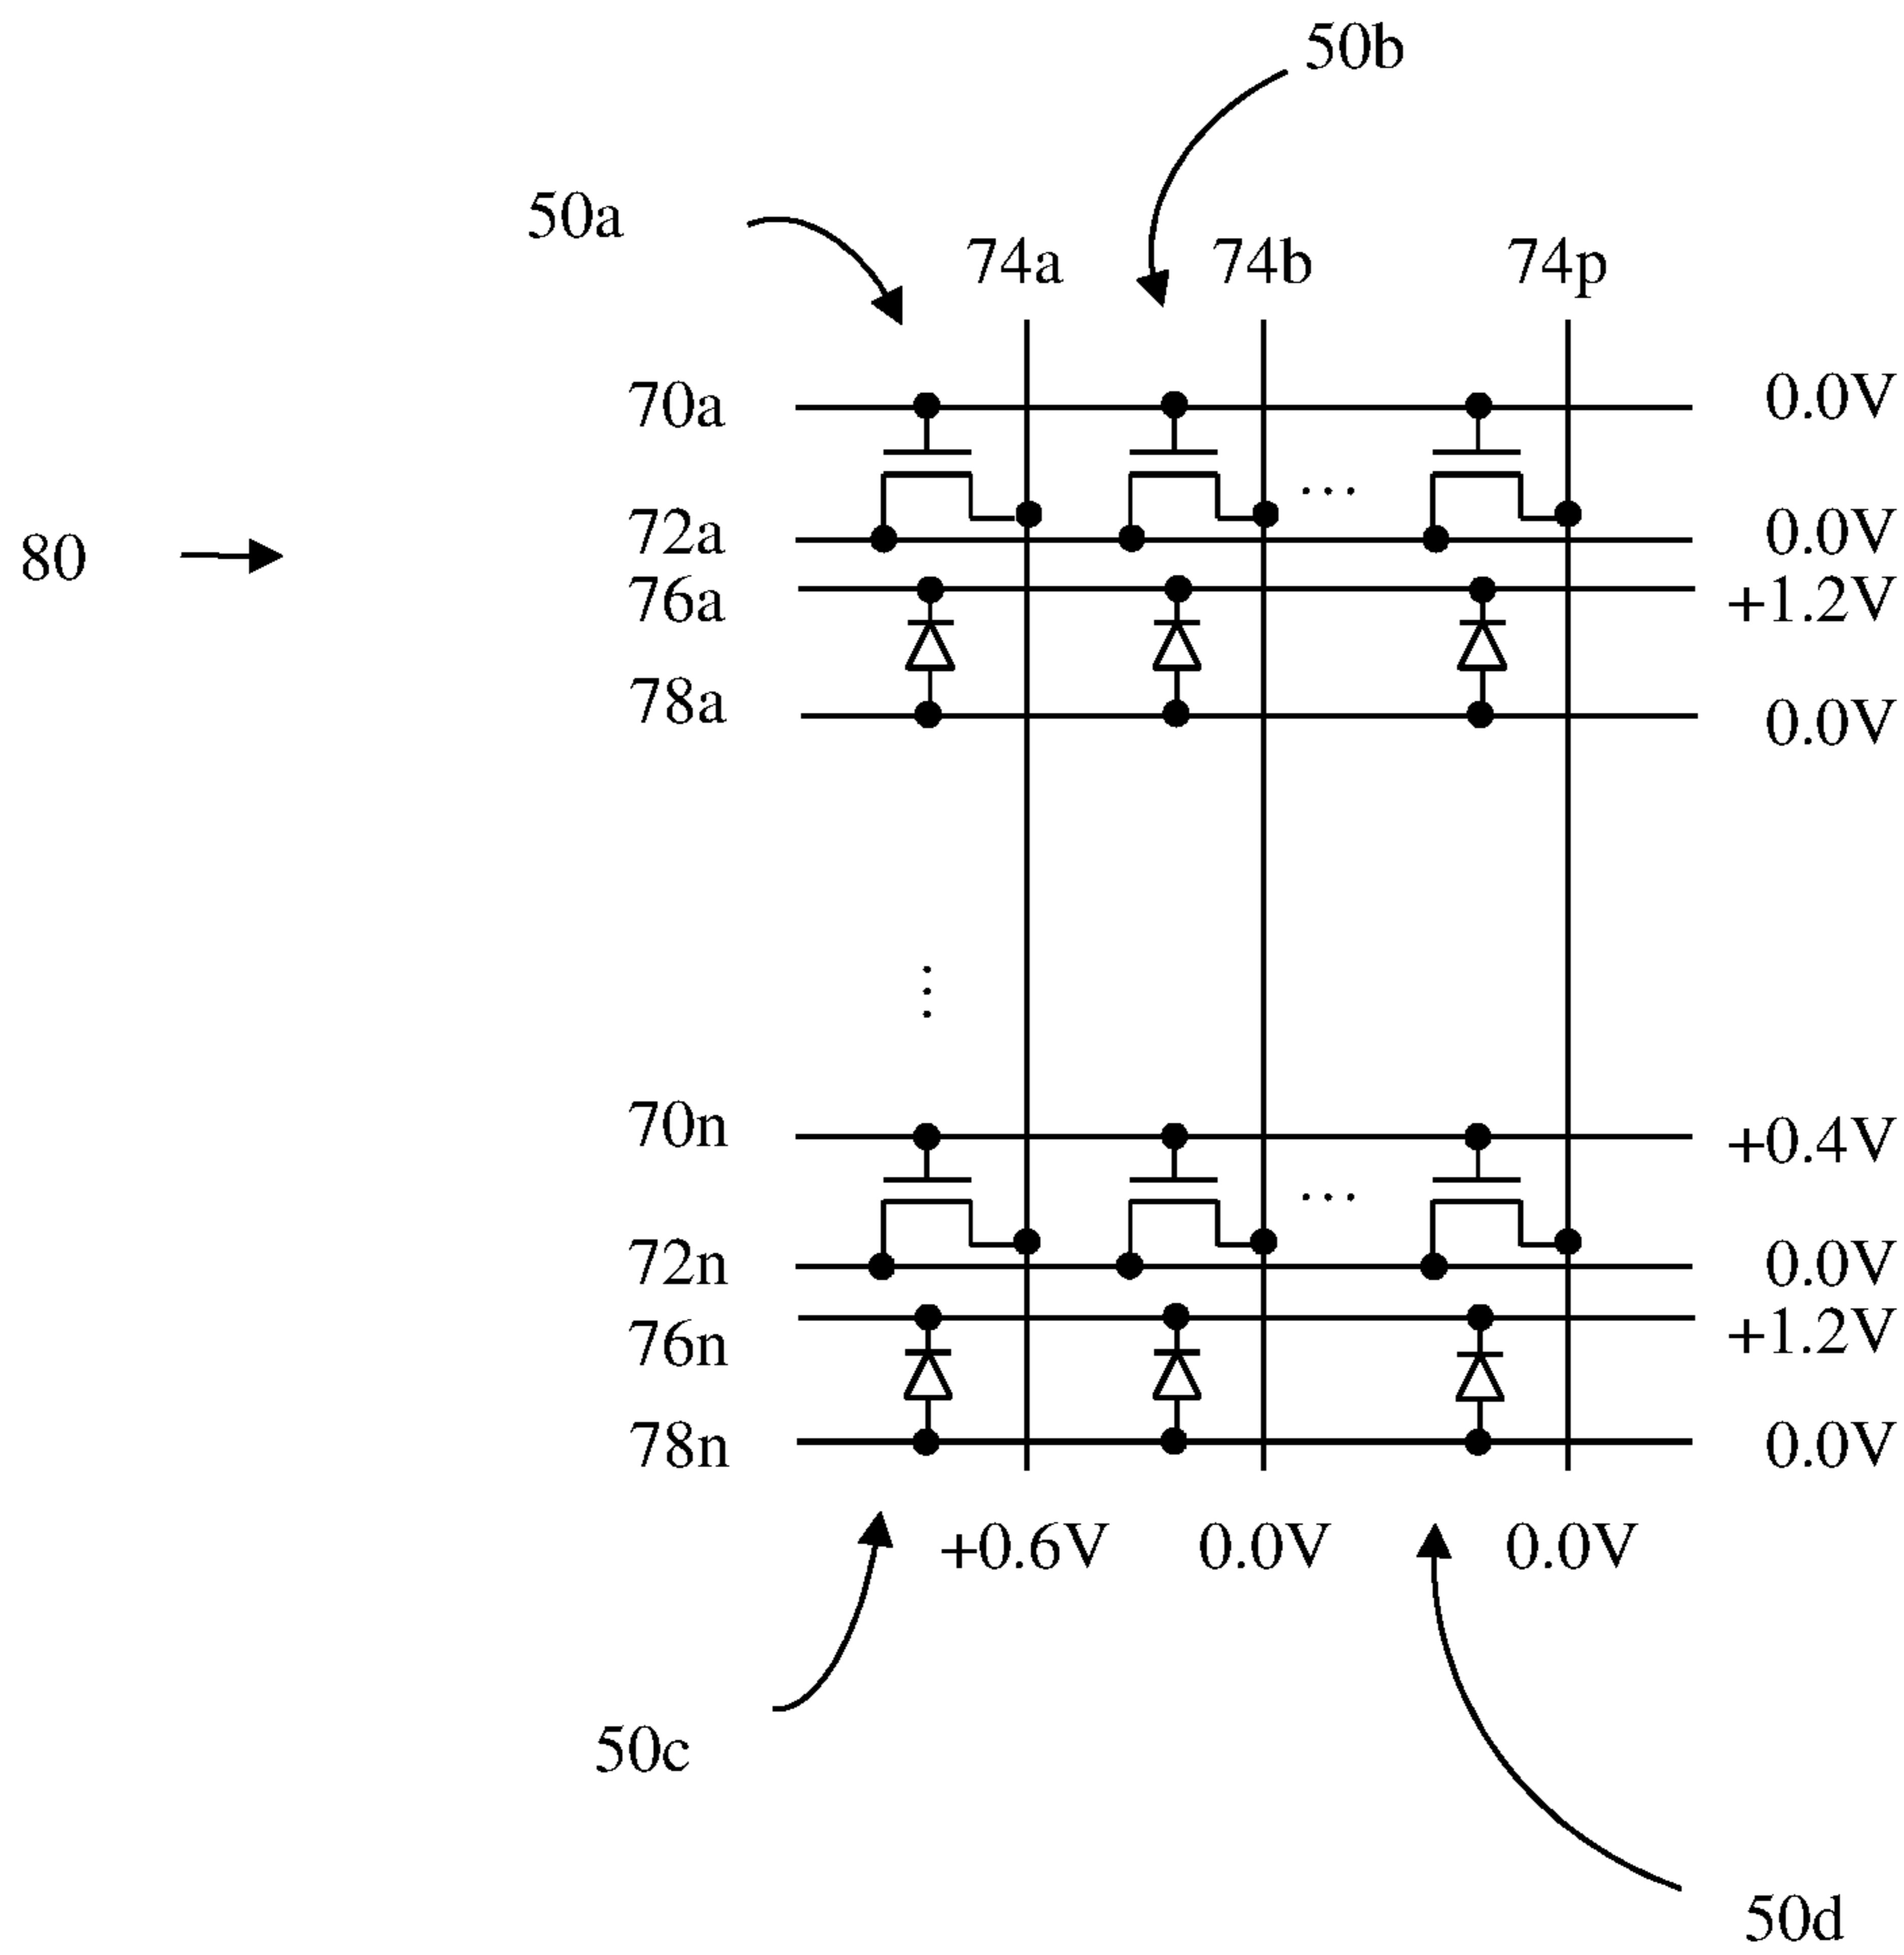 50b
50a
74a 74b 74p
70a 0.0V
...
72a 0.0V
80
76a +1.2V
78a 0.0V
...
70n +0.4V
...
72n 0.0V
76n +1.2V
78n 0.0V
+0.6V 0.0V 0.0V
50c
50d